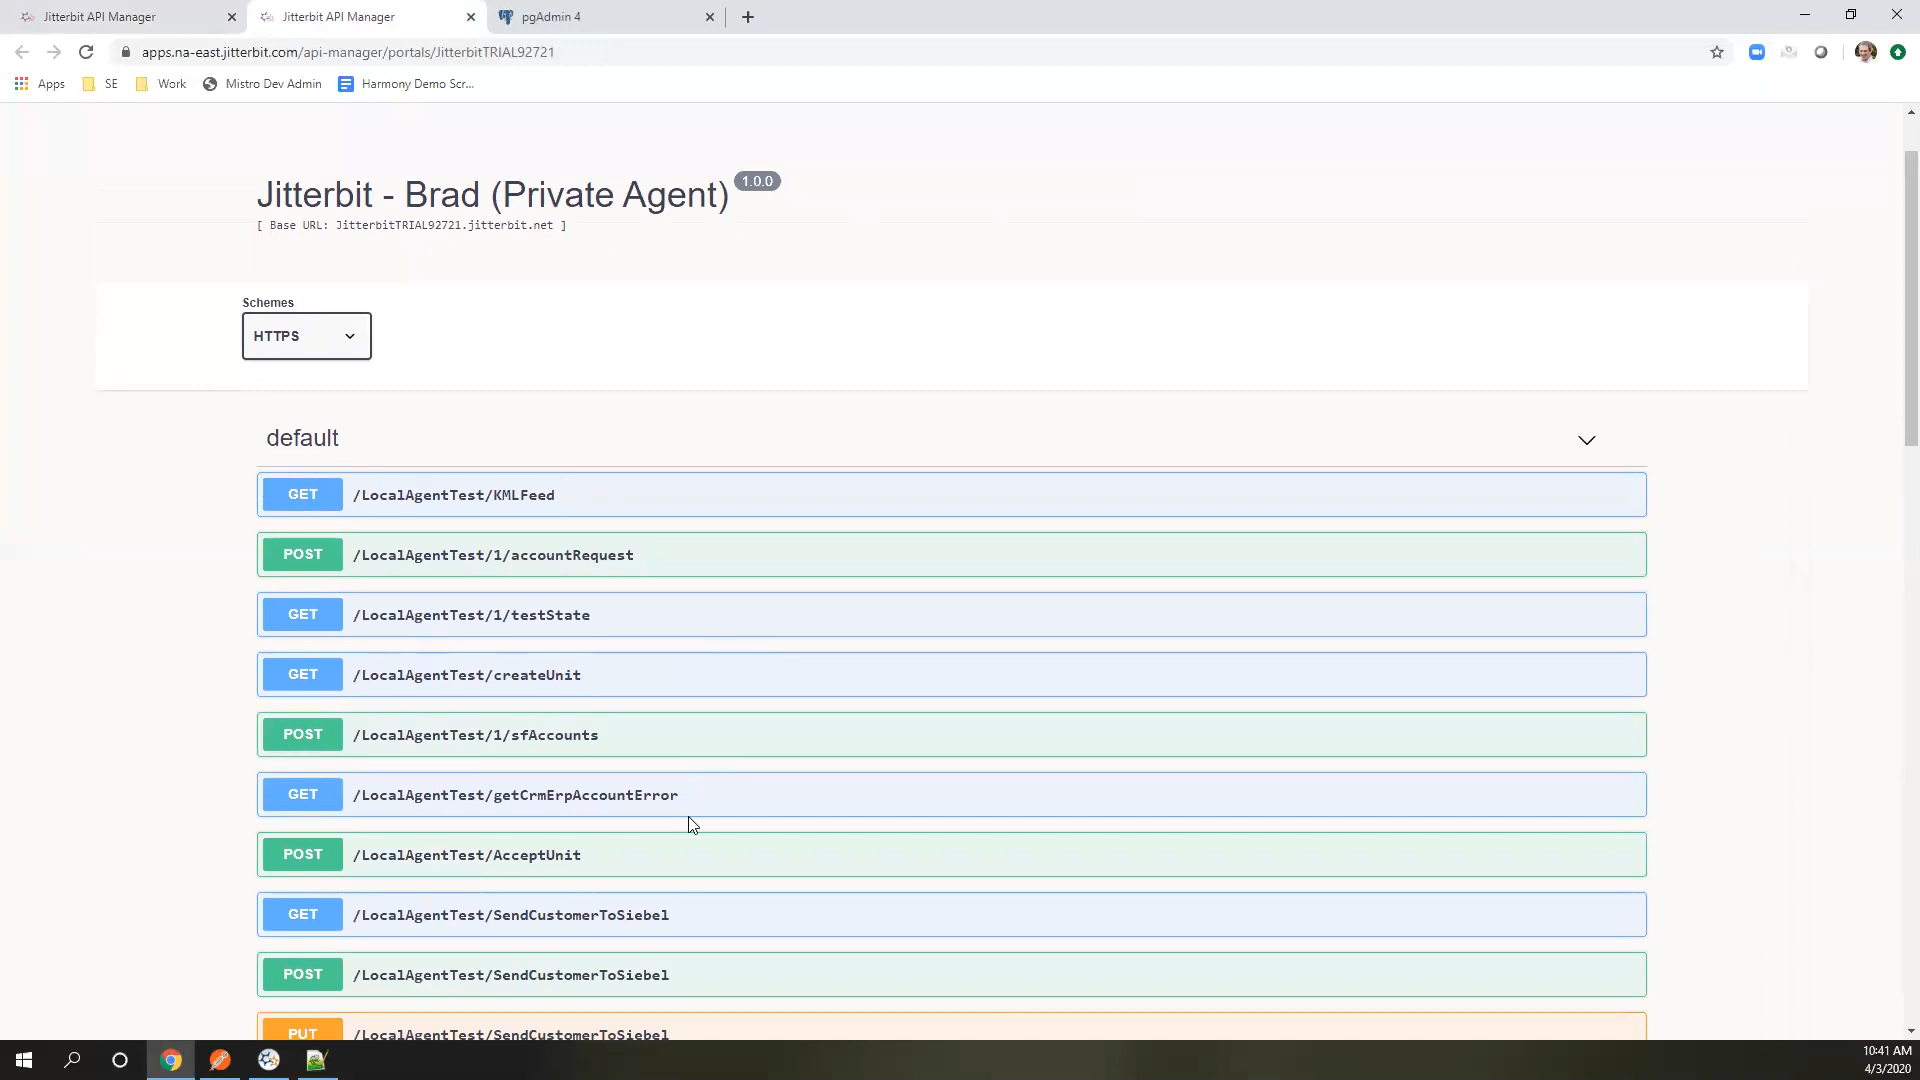 Jitterbit API Manager
Jitterbit API Manager
pgAdmin 4
apps.na-east.jitterbit.com/api-manager/portals/JitterbitTRIAL92721
Apps
SE
Work
Mistro Dev Admin
Harmony Demo Scr...
Jitterbit - Brad (Private Agent) 1.0.0
[ Base URL: JitterbitTRIAL92721.jitterbit.net ]
Schemes
HTTPS
default
GET /LocalAgentTest/KMLFeed
POST /LocalAgentTest/1/accountRequest
GET /LocalAgentTest/1/testState
GET /LocalAgentTest/createUnit
POST /LocalAgentTest/1/sfAccounts
GET /LocalAgentTest/getCrmErpAccountError
POST /LocalAgentTest/AcceptUnit
GET /LocalAgentTest/SendCustomerToSiebel
POST /LocalAgentTest/SendCustomerToSiebel
PUT /LocalAgentTest/SendCustomerToSiebel
10:41 AM
4/3/2020